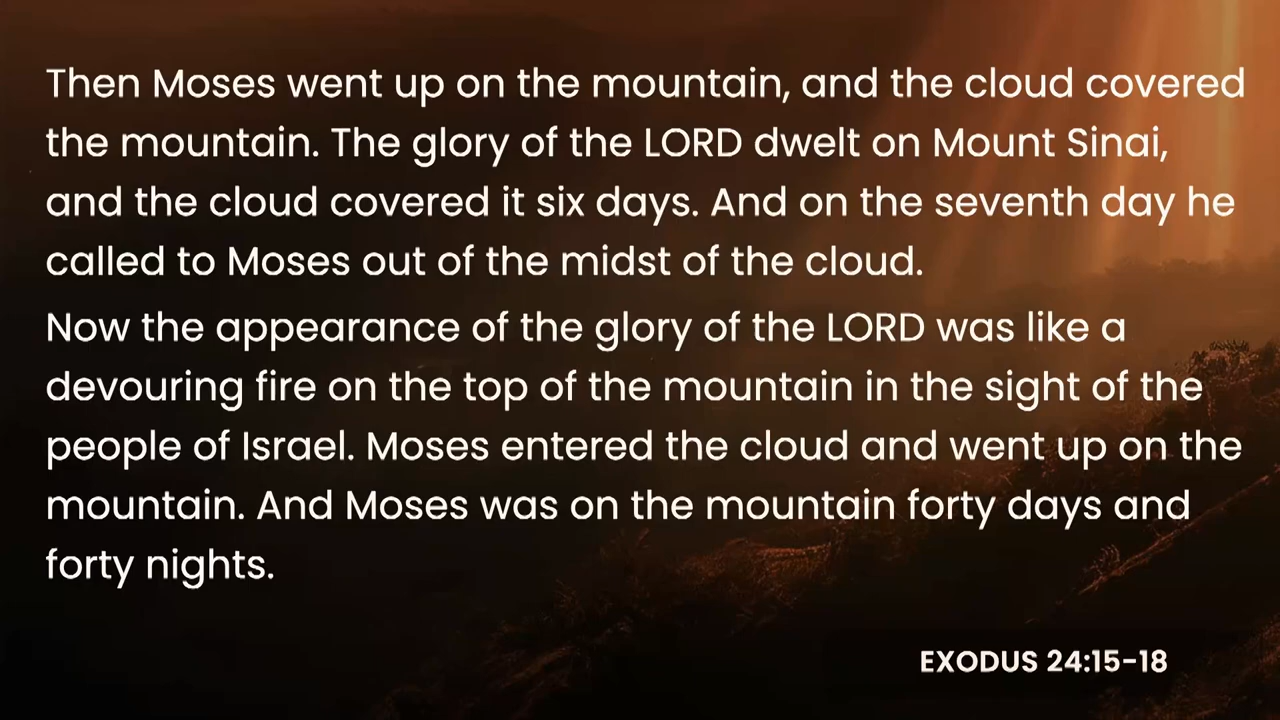 Then Moses went up on the mountain, and the cloud covered
the mountain. The glory of the LORD dwelt on Mount Sinai,
and the cloud covered it six days. And on the seventh day he
called to Moses out of the midst of the cloud.
Now the appearance of the glory of the LORD was like a
devouring fire on the top of the mountain in the sight of the
people of Israel. Moses entered the cloud and went up on the
mountain. And Moses was on the mountain forty days and
forty nights.
EXODUS 24:15-18